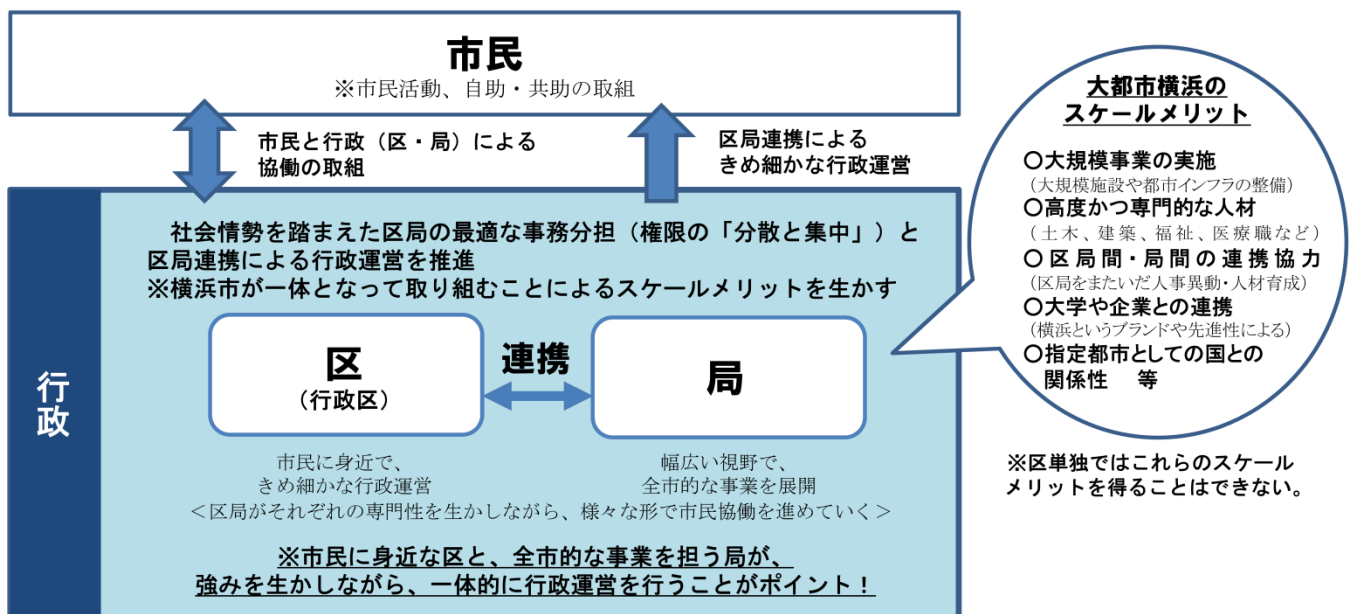 市民
※市民活動、自助・共助の取組
市民と行政（区・局）による
協働の取組
区局連携による
きめ細かな行政運営
行政
社会情勢を踏まえた区局の最適な事務分担（権限の「分散と集中」）と
区局連携による行政運営を推進
※横浜市が一体となって取り組むことによるスケールメリットを生かす
区
（行政区）
連携
局
市民に身近で、
きめ細かな行政運営
幅広い視野で、
全市的な事業を展開
＜区局がそれぞれの専門性を生かしながら、様々な形で市民協働を進めていく＞
※市民に身近な区と、全市的な事業を担う局が、
強みを生かしながら、一体的に行政運営を行うことがポイント！
大都市横浜の
スケールメリット
○大規模事業の実施
（大規模施設や都市インフラの整備）
○高度かつ専門的な人材
（土木、建築、福祉、医療職など）
○区局間・局間の連携協力
（区局をまたいだ人事異動・人材育成）
○大学や企業との連携
（横浜というブランドや先進性による）
○指定都市としての国との
関係性　等
※区単独ではこれらのスケール
メリットを得ることはできない。